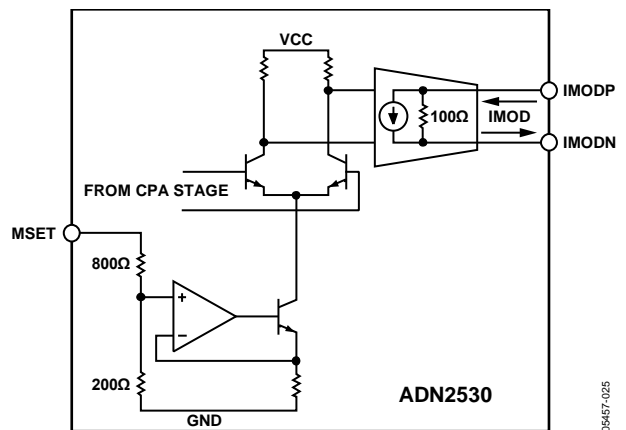 VCC
IMODP
100Ω
IMOD
IMODN
FROM CPA STAGE
MSET
800Ω
+
−
200Ω
ADN2530
GND
05457-025